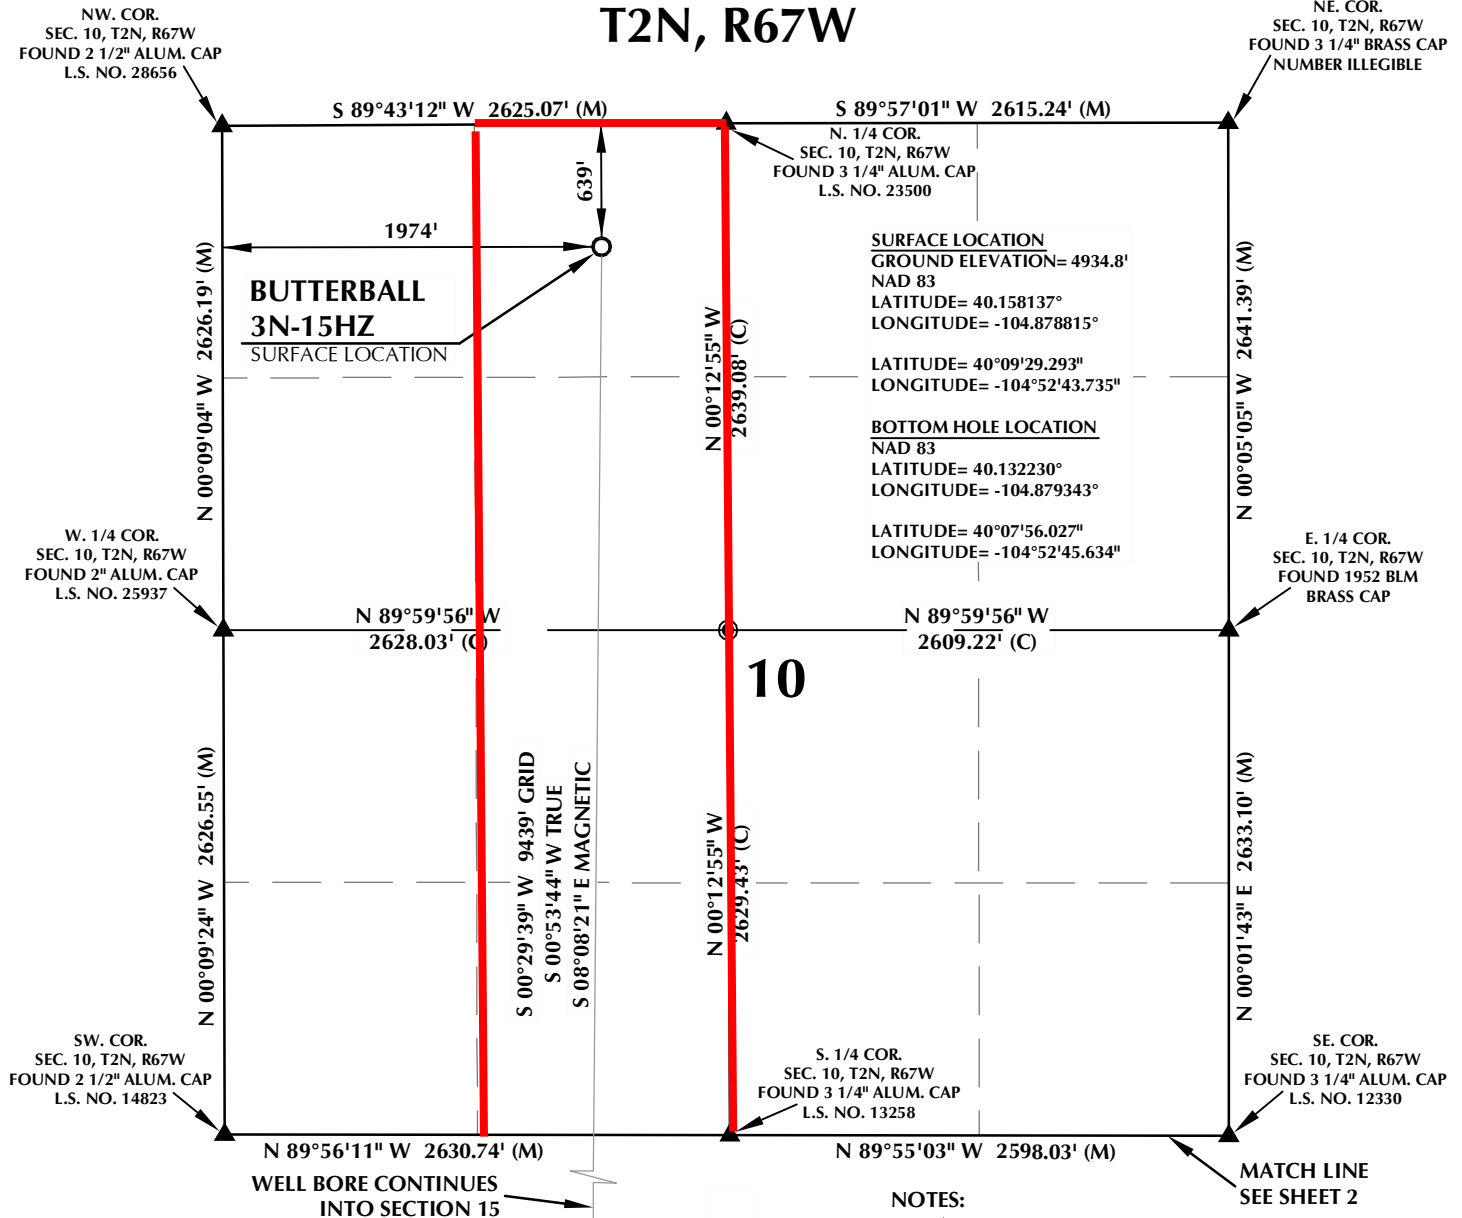 T2N, R67W
NW. COR.
SEC. 10, T2N, R67W
FOUND 2 1/2" ALUM. CAP
L.S. NO. 28656
NE. COR.
SEC. 10, T2N, R67W
FOUND 3 1/4" BRASS CAP
NUMBER ILLEGIBLE
S 89°43'12" W 2625.07' (M)
S 89°57'01" W 2615.24' (M)
N. 1/4 COR.
SEC. 10, T2N, R67W
FOUND 3 1/4" ALUM. CAP
L.S. NO. 23500
639'
1974'
BUTTERBALL
3N-15HZ
SURFACE LOCATION
N 00°09'04" W 2626.19' (M)
N 00°12'55" W
2639.08' (C)
SURFACE LOCATION
GROUND ELEVATION= 4934.8'
NAD 83
LATITUDE= 40.158137°
LONGITUDE= -104.878815°
LATITUDE= 40°09'29.293"
LONGITUDE= -104°52'43.735"
BOTTOM HOLE LOCATION
NAD 83
LATITUDE= 40.132230°
LONGITUDE= -104.879343°
LATITUDE= 40°07'56.027"
LONGITUDE= -104°52'45.634"
N 00°05'05" W 2641.39' (M)
W. 1/4 COR.
SEC. 10, T2N, R67W
FOUND 2" ALUM. CAP
L.S. NO. 25937
E. 1/4 COR.
SEC. 10, T2N, R67W
FOUND 1952 BLM
BRASS CAP
N 89°59'56" W
2628.03' (C)
N 89°59'56" W
2609.22' (C)
10
N 00°09'24" W 2626.55' (M)
S 00°29'39" W 9439' GRID
S 00°53'44" W TRUE
S 08°08'21" E MAGNETIC
N 00°12'55" W
2629.43' (C)
N 00°01'43" E 2633.10' (M)
SW. COR.
SEC. 10, T2N, R67W
FOUND 2 1/2" ALUM. CAP
L.S. NO. 14823
S. 1/4 COR.
SEC. 10, T2N, R67W
FOUND 3 1/4" ALUM. CAP
L.S. NO. 13258
SE. COR.
SEC. 10, T2N, R67W
FOUND 3 1/4" ALUM. CAP
L.S. NO. 12330
N 89°56'11" W 2630.74' (M)
N 89°55'03" W 2598.03' (M)
WELL BORE CONTINUES
INTO SECTION 15
NOTES:
MATCH LINE
SEE SHEET 2